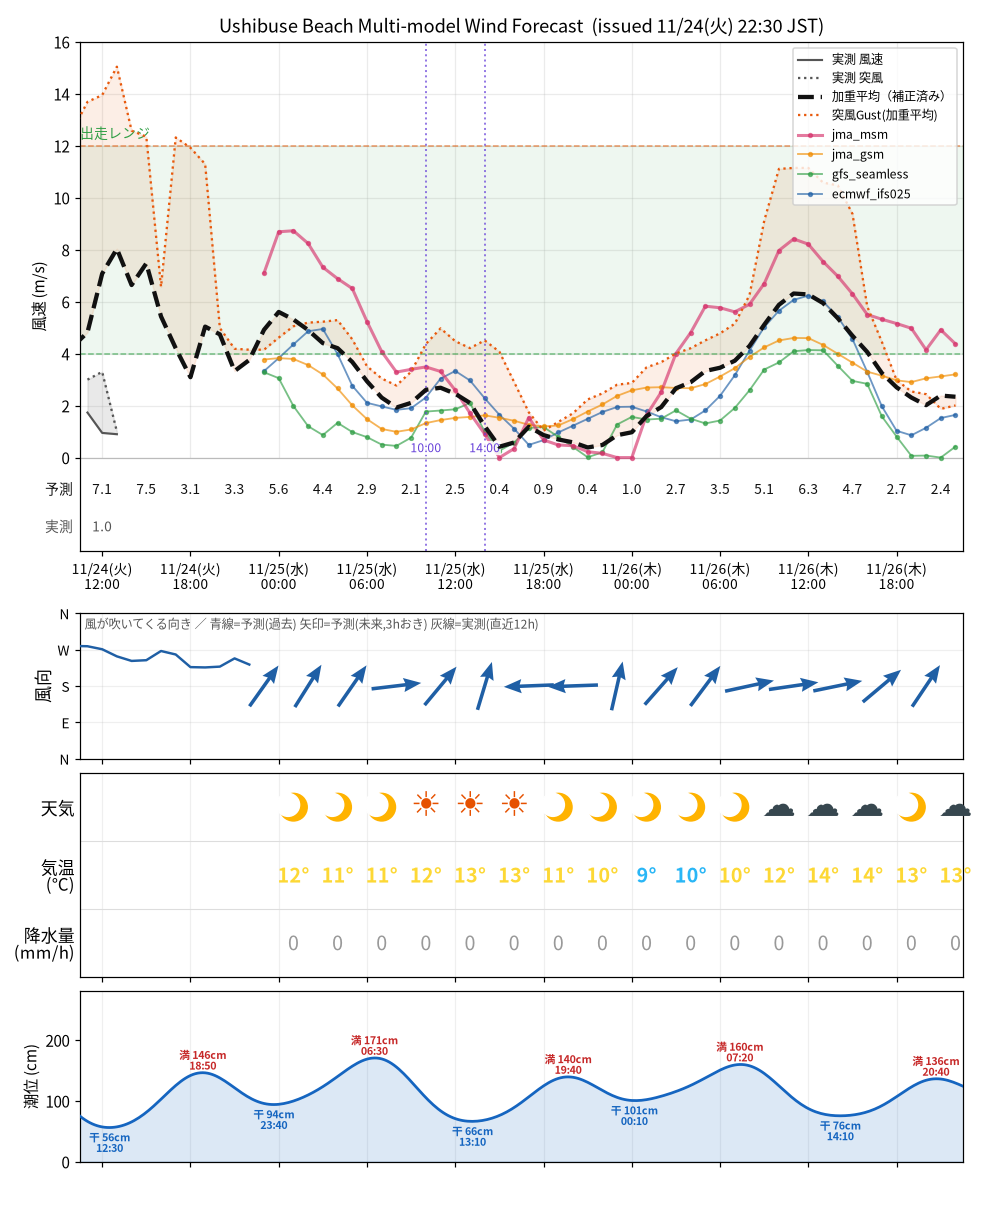 Ushibuse Beach Multi-model Wind Forecast (issued 11/24(火) 22:30 JST)
風速 (m/s)
16
14
12
10
8
6
4
2
0
出走レンジ
実測 風速
実測 突風
加重平均（補正済み）
突風Gust(加重平均)
jma_msm
jma_gsm
gfs_seamless
ecmwf_ifs025
10:00
14:00
予測 7.1 7.5 3.1 3.3 5.6 4.4 2.9 2.1 2.5 0.4 0.9 0.4 1.0 2.7 3.5 5.1 6.3 4.7 2.7 2.4
実測 1.0
11/24(火) 11/24(火) 11/25(水) 11/25(水) 11/25(水) 11/25(水) 11/26(木) 11/26(木) 11/26(木) 11/26(木)
12:00 18:00 00:00 06:00 12:00 18:00 00:00 06:00 12:00 18:00
風向
N
W
S
E
N
風が吹いてくる向き ／ 青線=予測(過去) 矢印=予測(未来,3hおき) 灰線=実測(直近12h)
天気
気温
(°C)
12° 11° 11° 12° 13° 13° 11° 10° 9° 10° 10° 12° 14° 14° 13° 13°
降水量
(mm/h)
0 0 0 0 0 0 0 0 0 0 0 0 0 0 0 0
潮位 (cm)
200
100
0
満 146cm
18:50
満 171cm
06:30
満 140cm
19:40
満 160cm
07:20
満 136cm
20:40
干 56cm
12:30
干 94cm
23:40
干 66cm
13:10
干 101cm
00:10
干 76cm
14:10